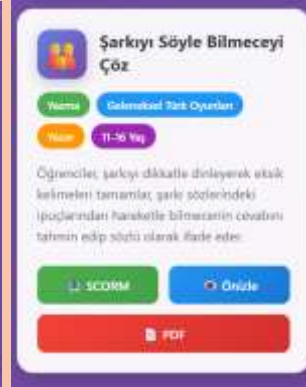 Şarkıyı Söyle Bilmeceyi
Çöz
Yazma
Geleneksel Türk Oyunları
11-16 Yaş
Öğrenciler, şarkıyı dikkatle dinleyerek eksik
kelimeleri tamamlar, şarkı sözlerindeki
ipuçlarından hareketle bilmecenin cevabını
tahmin edip sözlü olarak ifade eder.
SCORM
Önizle
PDF